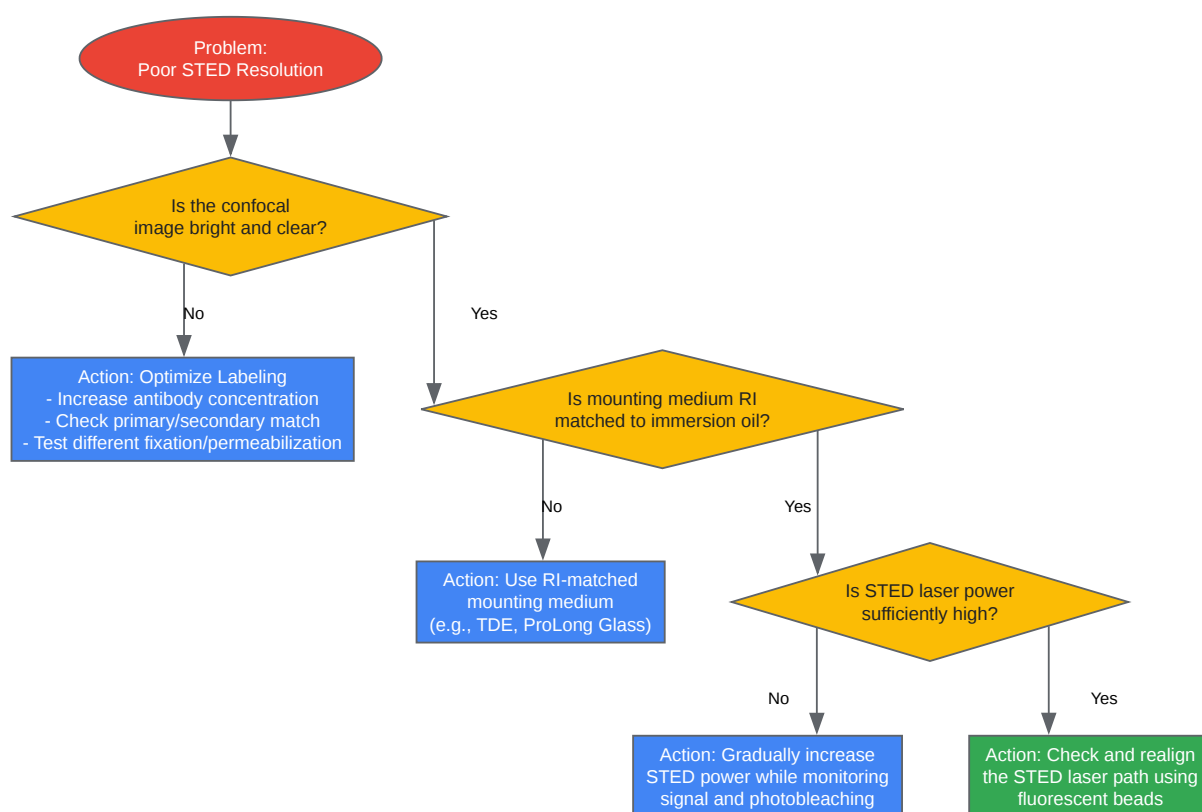 Problem:
Poor STED Resolution
Is the confocal
image bright and clear?
No
Yes
Action: Optimize Labeling
- Increase antibody concentration
- Check primary/secondary match
- Test different fixation/permeabilization
Is mounting medium RI
matched to immersion oil?
No
Yes
Action: Use RI-matched
mounting medium
(e.g., TDE, ProLong Glass)
Is STED laser power
sufficiently high?
No
Yes
Action: Gradually increase
STED power while monitoring
signal and photobleaching
Action: Check and realign
the STED laser path using
fluorescent beads